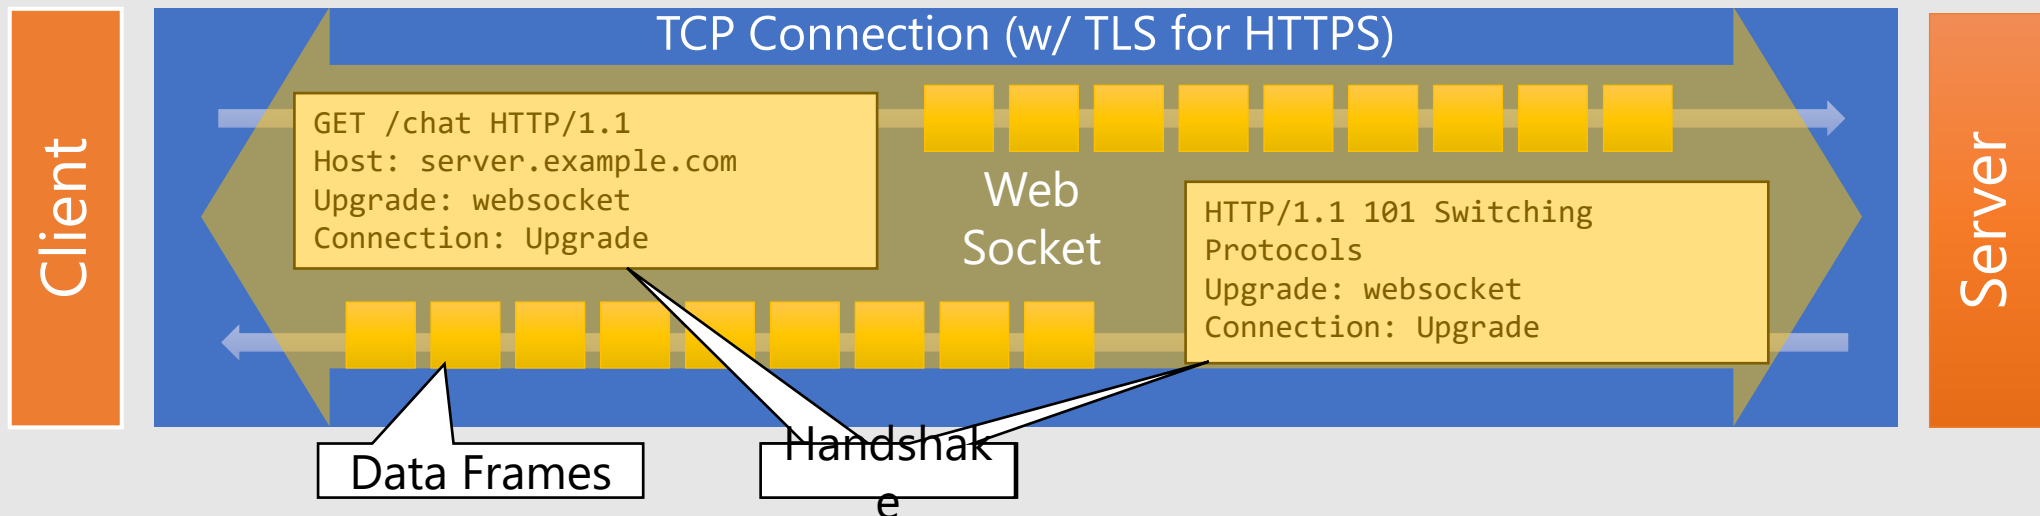 TCP Connection (w/ TLS for HTTPS)
Client
GET /chat HTTP/1.1
Host: server.example.com
Upgrade: websocket
Connection: Upgrade
Web
Socket
HTTP/1.1 101 Switching
Protocols
Upgrade: websocket
Connection: Upgrade
Server
Data Frames
Handshak
e